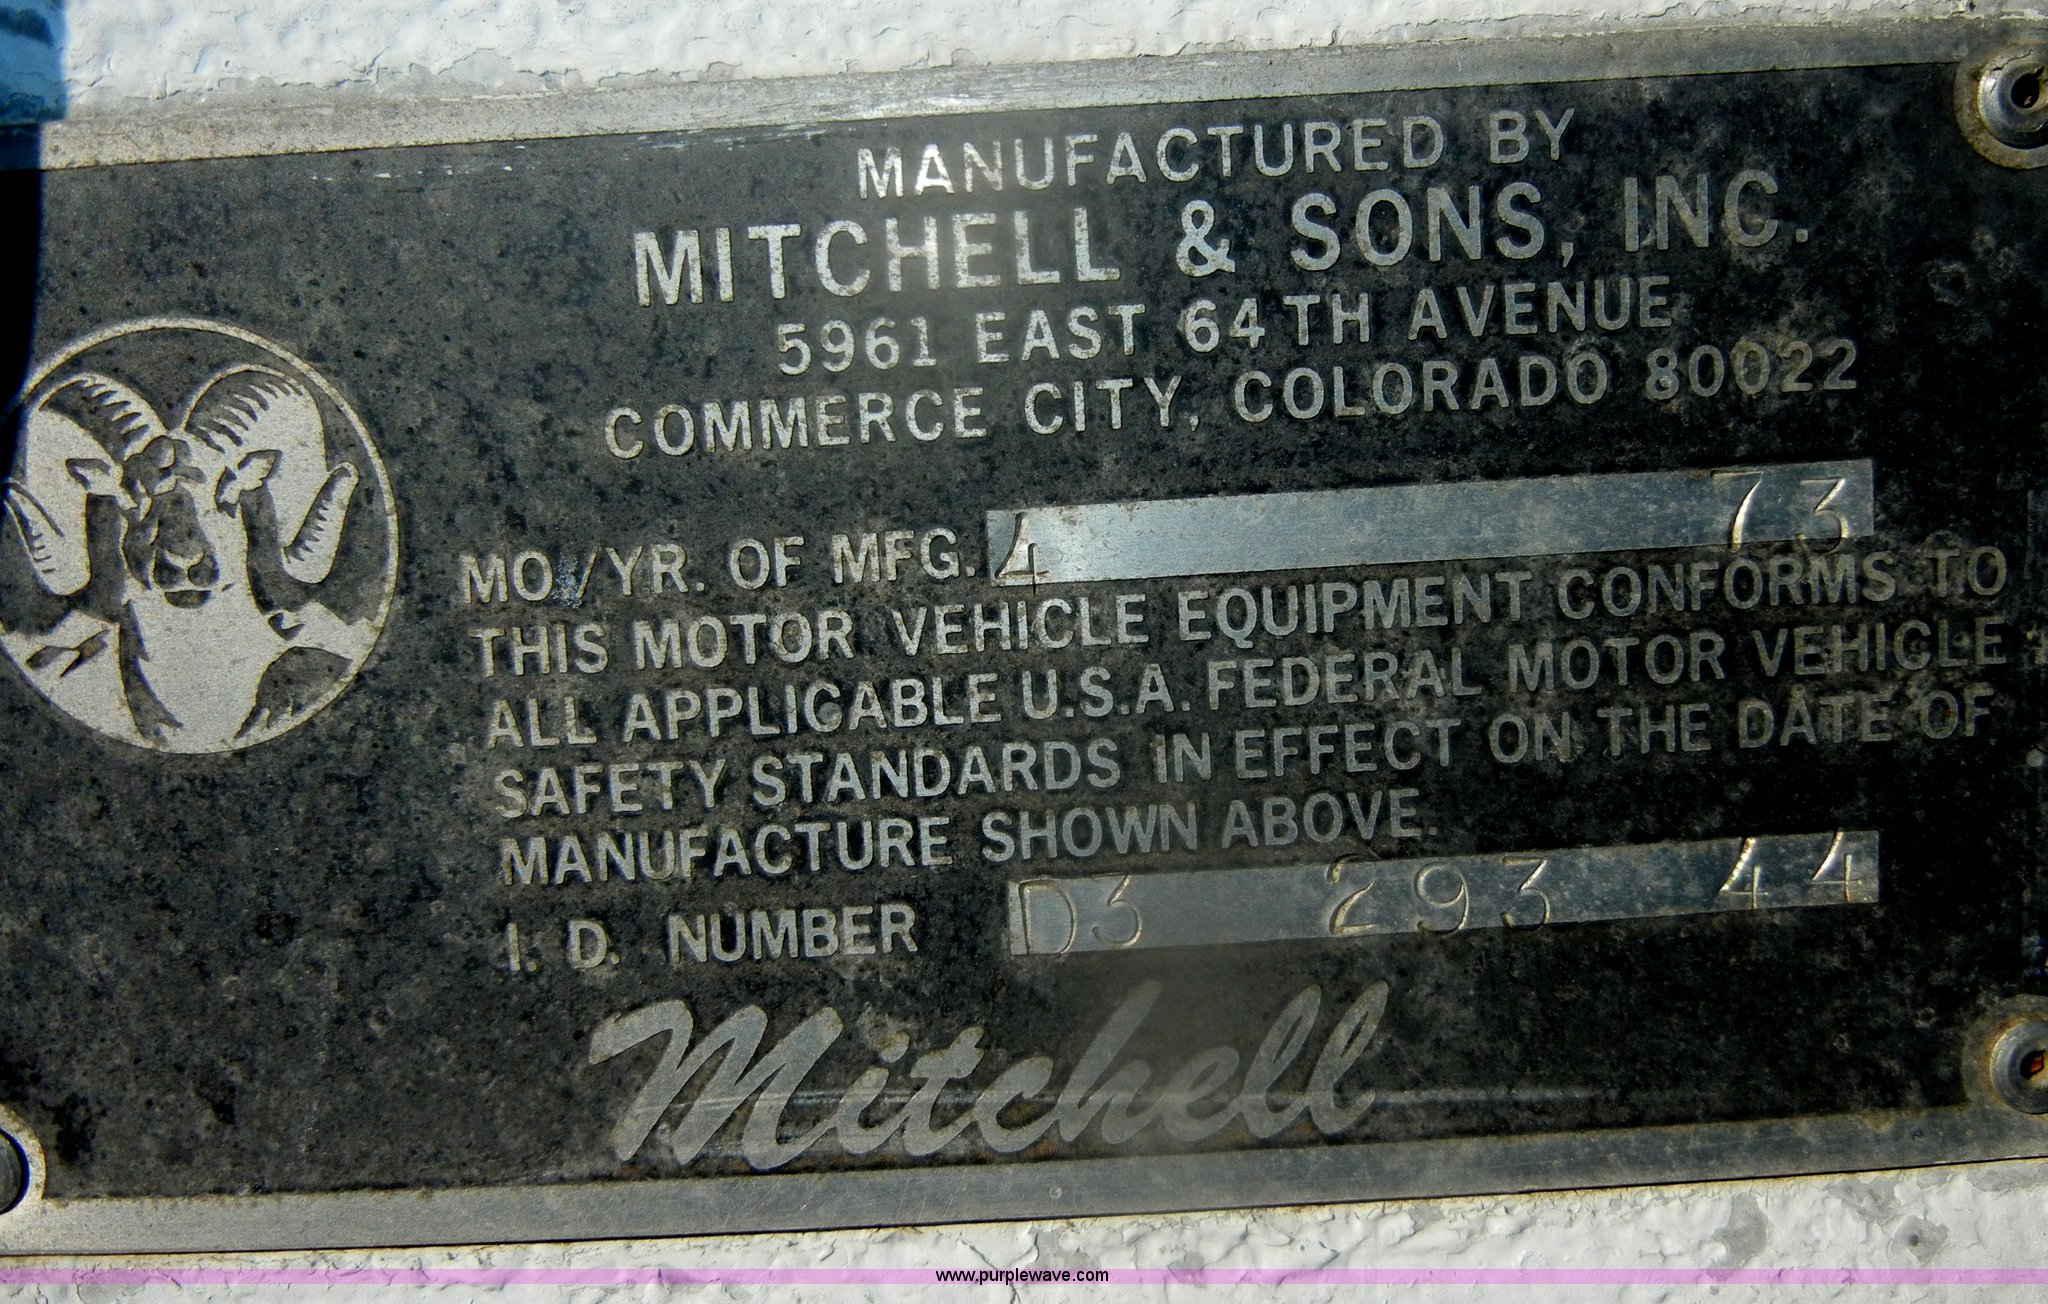 MANUFACTURED BY
MITCHELL & SONS, INC.
5961 EAST 64TH AVENUE
COMMERCE CITY, COLORADO 80022
MO/YR. OF MFG. 4 73
THIS MOTOR VEHICLE EQUIPMENT CONFORMS TO
ALL APPLICABLE U.S.A. FEDERAL MOTOR VEHICLE
SAFETY STANDARDS IN EFFECT ON THE DATE OF
MANUFACTURE SHOWN ABOVE.
I. D. NUMBER D3 293 44
Mitchell
www.purplewave.com